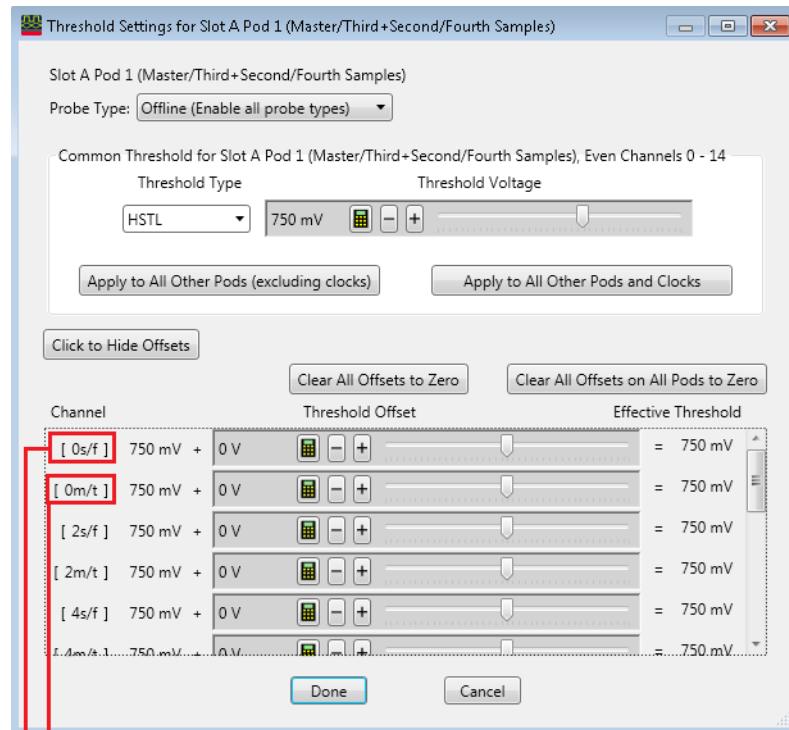 Threshold Settings for Slot A Pod 1 (Master/Third+Second/Fourth Samples)
Slot A Pod 1 (Master/Third+Second/Fourth Samples)
Probe Type: Offline (Enable all probe types)
Common Threshold for Slot A Pod 1 (Master/Third+Second/Fourth Samples), Even Channels 0 - 14
Threshold Type Threshold Voltage
HSTL 750 mV - +
Apply to All Other Pods (excluding clocks) Apply to All Other Pods and Clocks
Click to Hide Offsets
Clear All Offsets to Zero Clear All Offsets on All Pods to Zero
Channel Threshold Offset Effective Threshold
[ 0s/f ] 750 mV + 0 V - + = 750 mV
[ 0m/t ] 750 mV + 0 V - + = 750 mV
[ 2s/f ] 750 mV + 0 V - + = 750 mV
[ 2m/t ] 750 mV + 0 V - + = 750 mV
[ 4s/f ] 750 mV + 0 V - + = 750 mV
[ 4m/t ] 750 mV + 0 V - + = 750 mV
Done Cancel